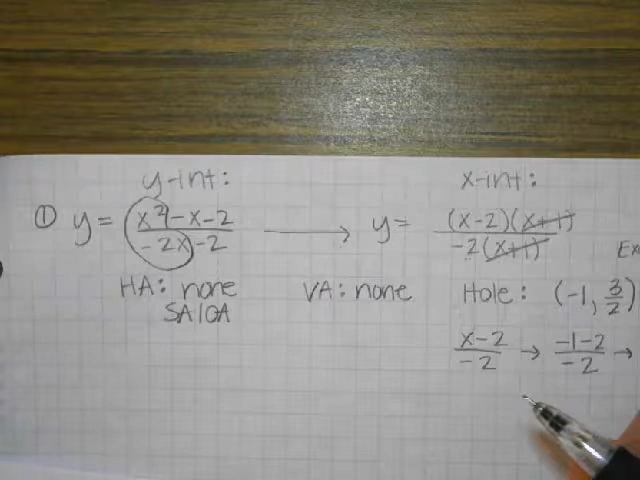 y-int: x-int:
① y = x²-x-2 / -2x-2 → y = (x-2)(x+1) / -2(x+1)
Ex
HA: none VA: none Hole: (-1, 3/2)
SA/OA
x-2 / -2 → -1-2 / -2 →